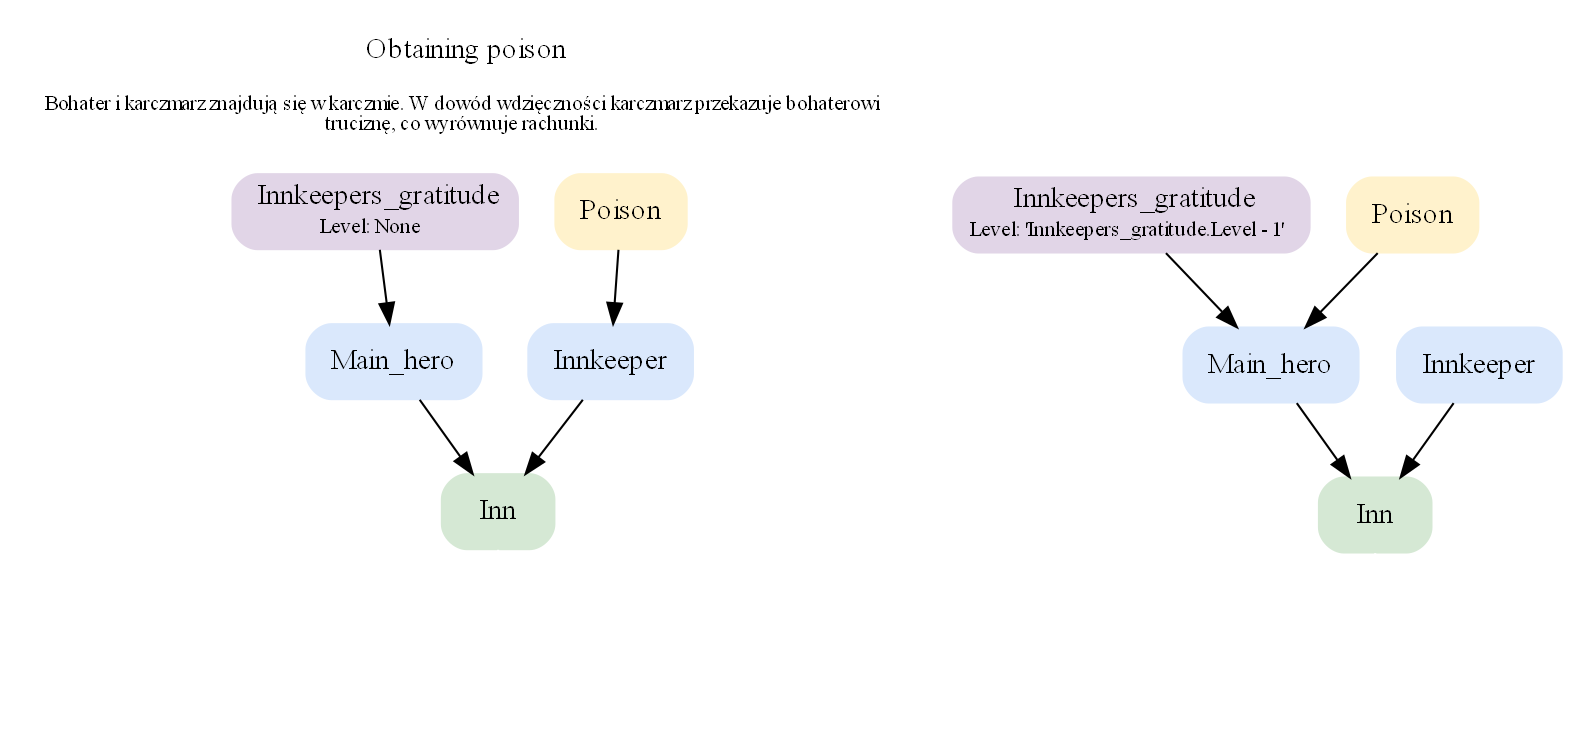 Obtaining poison
Bohater i karczmarz znajdują się w karczmie. W dowód wdzięczności karczmarz przekazuje bohaterowi
truciznę, co wyrównuje rachunki.
Innkeepers_gratitude
Level: None
Poison
Main_hero
Innkeeper
Inn
Innkeepers_gratitude
Level: 'Innkeepers_gratitude.Level - 1'
Poison
Main_hero
Innkeeper
Inn